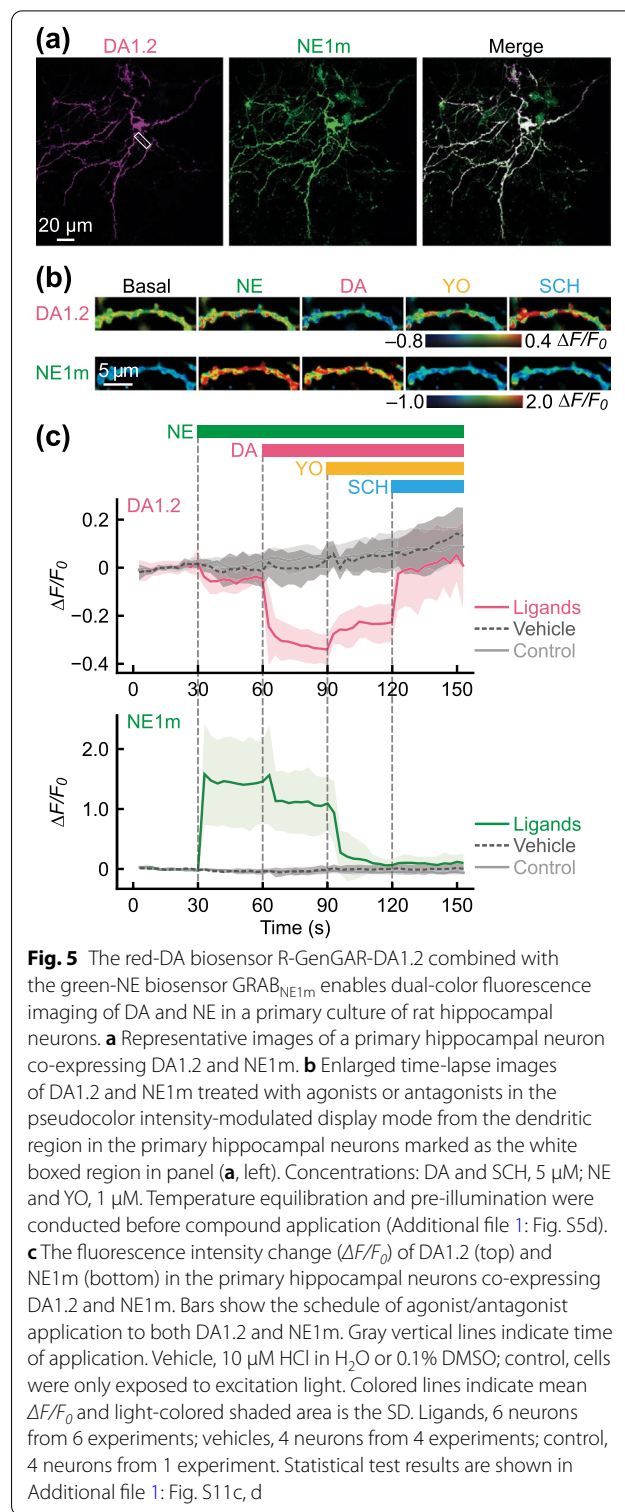 (a)
DA1.2 NE1m Merge
20 μm
(b)
Basal NE DA YO SCH
DA1.2
−0.8 0.4 ΔF/F₀
NE1m
5 μm
−1.0 2.0 ΔF/F₀
(c)
NE
DA
YO
SCH
DA1.2
0.2
0
−0.2
−0.4
ΔF/F₀
Ligands
Vehicle
Control
0 30 60 90 120 150
NE1m
2.0
1.0
0
ΔF/F₀
Ligands
Vehicle
Control
0 30 60 90 120 150
Time (s)
Fig. 5 The red-DA biosensor R-GenGAR-DA1.2 combined with
the green-NE biosensor GRAB_NE1m enables dual-color fluorescence
imaging of DA and NE in a primary culture of rat hippocampal
neurons. a Representative images of a primary hippocampal neuron
co-expressing DA1.2 and NE1m. b Enlarged time-lapse images
of DA1.2 and NE1m treated with agonists or antagonists in the
pseudocolor intensity-modulated display mode from the dendritic
region in the primary hippocampal neurons marked as the white
boxed region in panel (a, left). Concentrations: DA and SCH, 5 μM; NE
and YO, 1 μM. Temperature equilibration and pre-illumination were
conducted before compound application (Additional file 1: Fig. S5d).
c The fluorescence intensity change (ΔF/F₀) of DA1.2 (top) and
NE1m (bottom) in the primary hippocampal neurons co-expressing
DA1.2 and NE1m. Bars show the schedule of agonist/antagonist
application to both DA1.2 and NE1m. Gray vertical lines indicate time
of application. Vehicle, 10 μM HCl in H₂O or 0.1% DMSO; control, cells
were only exposed to excitation light. Colored lines indicate mean
ΔF/F₀ and light-colored shaded area is the SD. Ligands, 6 neurons
from 6 experiments; vehicles, 4 neurons from 4 experiments; control,
4 neurons from 1 experiment. Statistical test results are shown in
Additional file 1: Fig. S11c, d